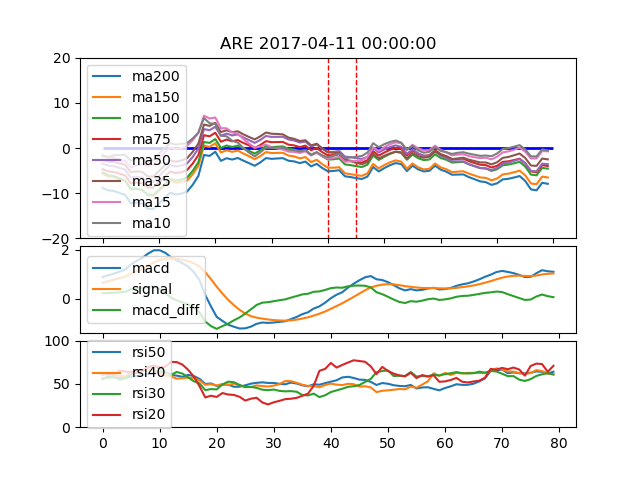 ARE 2017-04-11 00:00:00
20
10
0
−10
−20
ma200
ma150
ma100
ma75
ma50
ma35
ma15
ma10
2
0
macd
signal
macd_diff
100
50
0
rsi50
rsi40
rsi30
rsi20
0 10 20 30 40 50 60 70 80